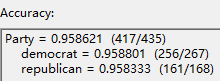 Accuracy:
Party = 0.958621 (417/435)
democrat = 0.958801 (256/267)
republican = 0.958333 (161/168)